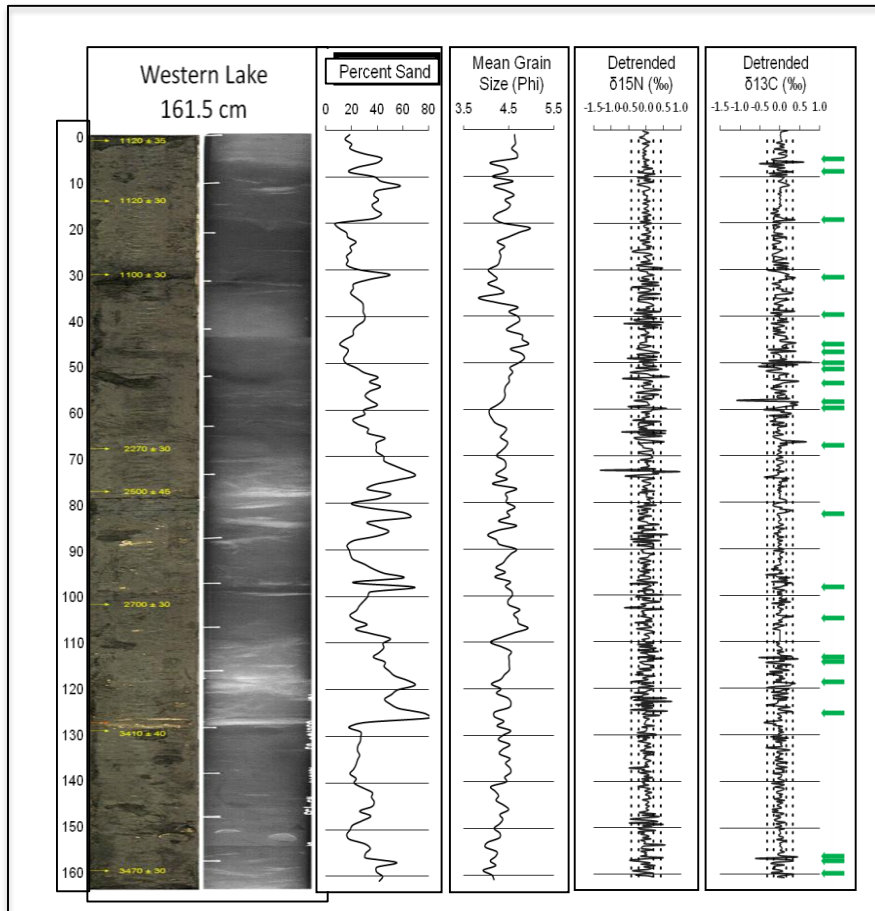 Western Lake
161.5 cm
Percent Sand
0 20 40 60 80
Mean Grain
Size (Phi)
3.5 4.5 5.5
Detrended
δ15N (‰)
-1.5-1.0-0.50.0 0.5 1.0
Detrended
δ13C (‰)
-1.5-1.0-0.5 0.0 0.5 1.0
0
10
20
30
40
50
60
70
80
90
100
110
120
130
140
150
160
1120 ± 35
1120 ± 30
1100 ± 30
2270 ± 30
2500 ± 45
2700 ± 30
3410 ± 40
3470 ± 30